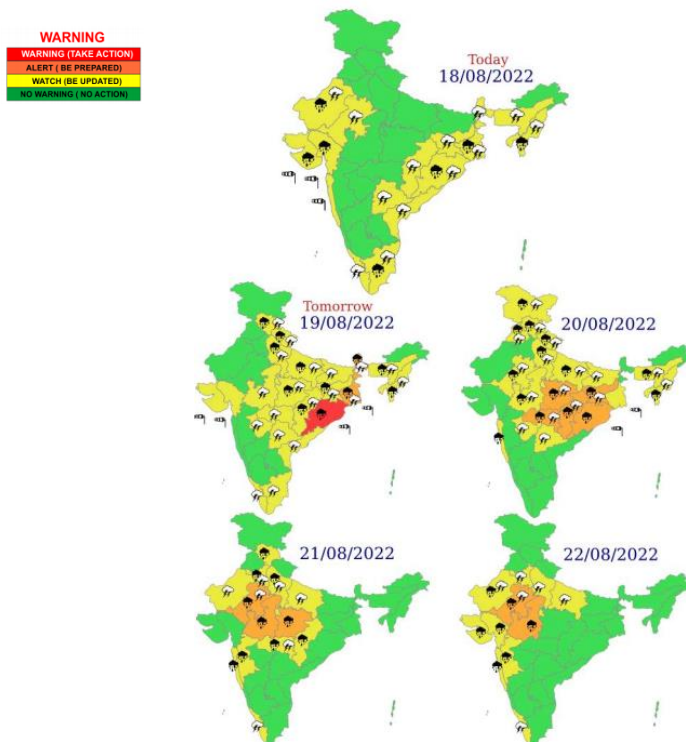 WARNING
WARNING (TAKE ACTION)
ALERT ( BE PREPARED)
WATCH (BE UPDATED)
NO WARNING ( NO ACTION)
Today
18/08/2022
Tomorrow
19/08/2022
20/08/2022
21/08/2022
22/08/2022